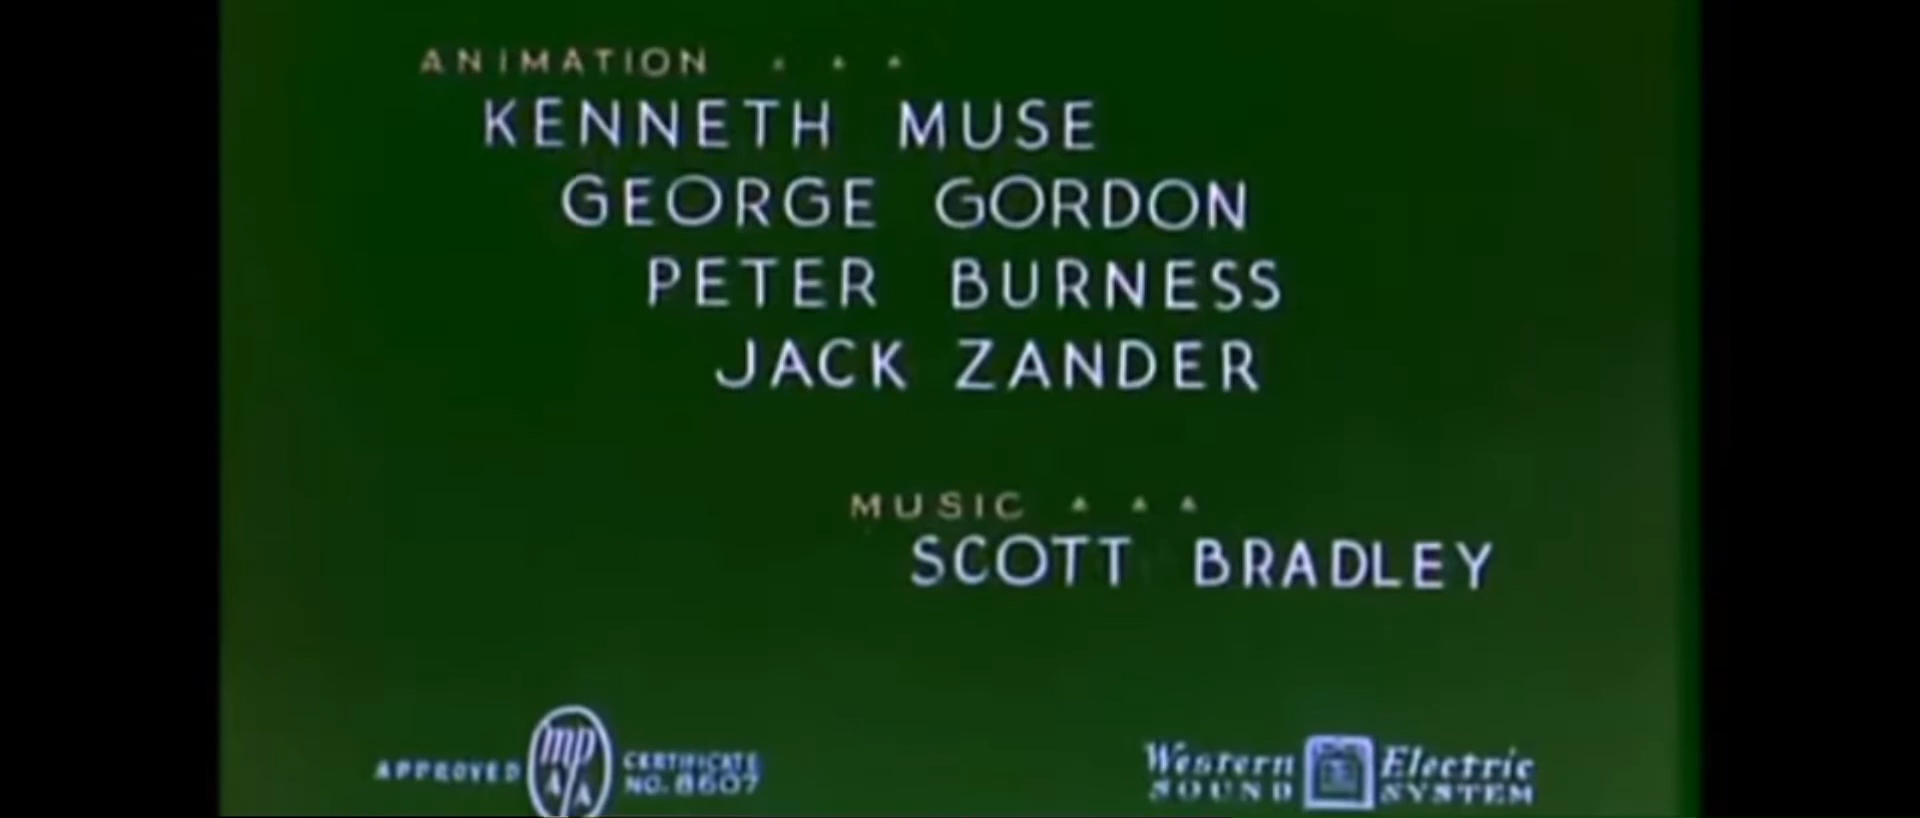 ANIMATION . . .
KENNETH MUSE
GEORGE GORDON
PETER BURNESS
JACK ZANDER
MUSIC . . .
SCOTT BRADLEY
APPROVED MPAA CERTIFICATE NO. 8607
Western Electric
SOUND SYSTEM